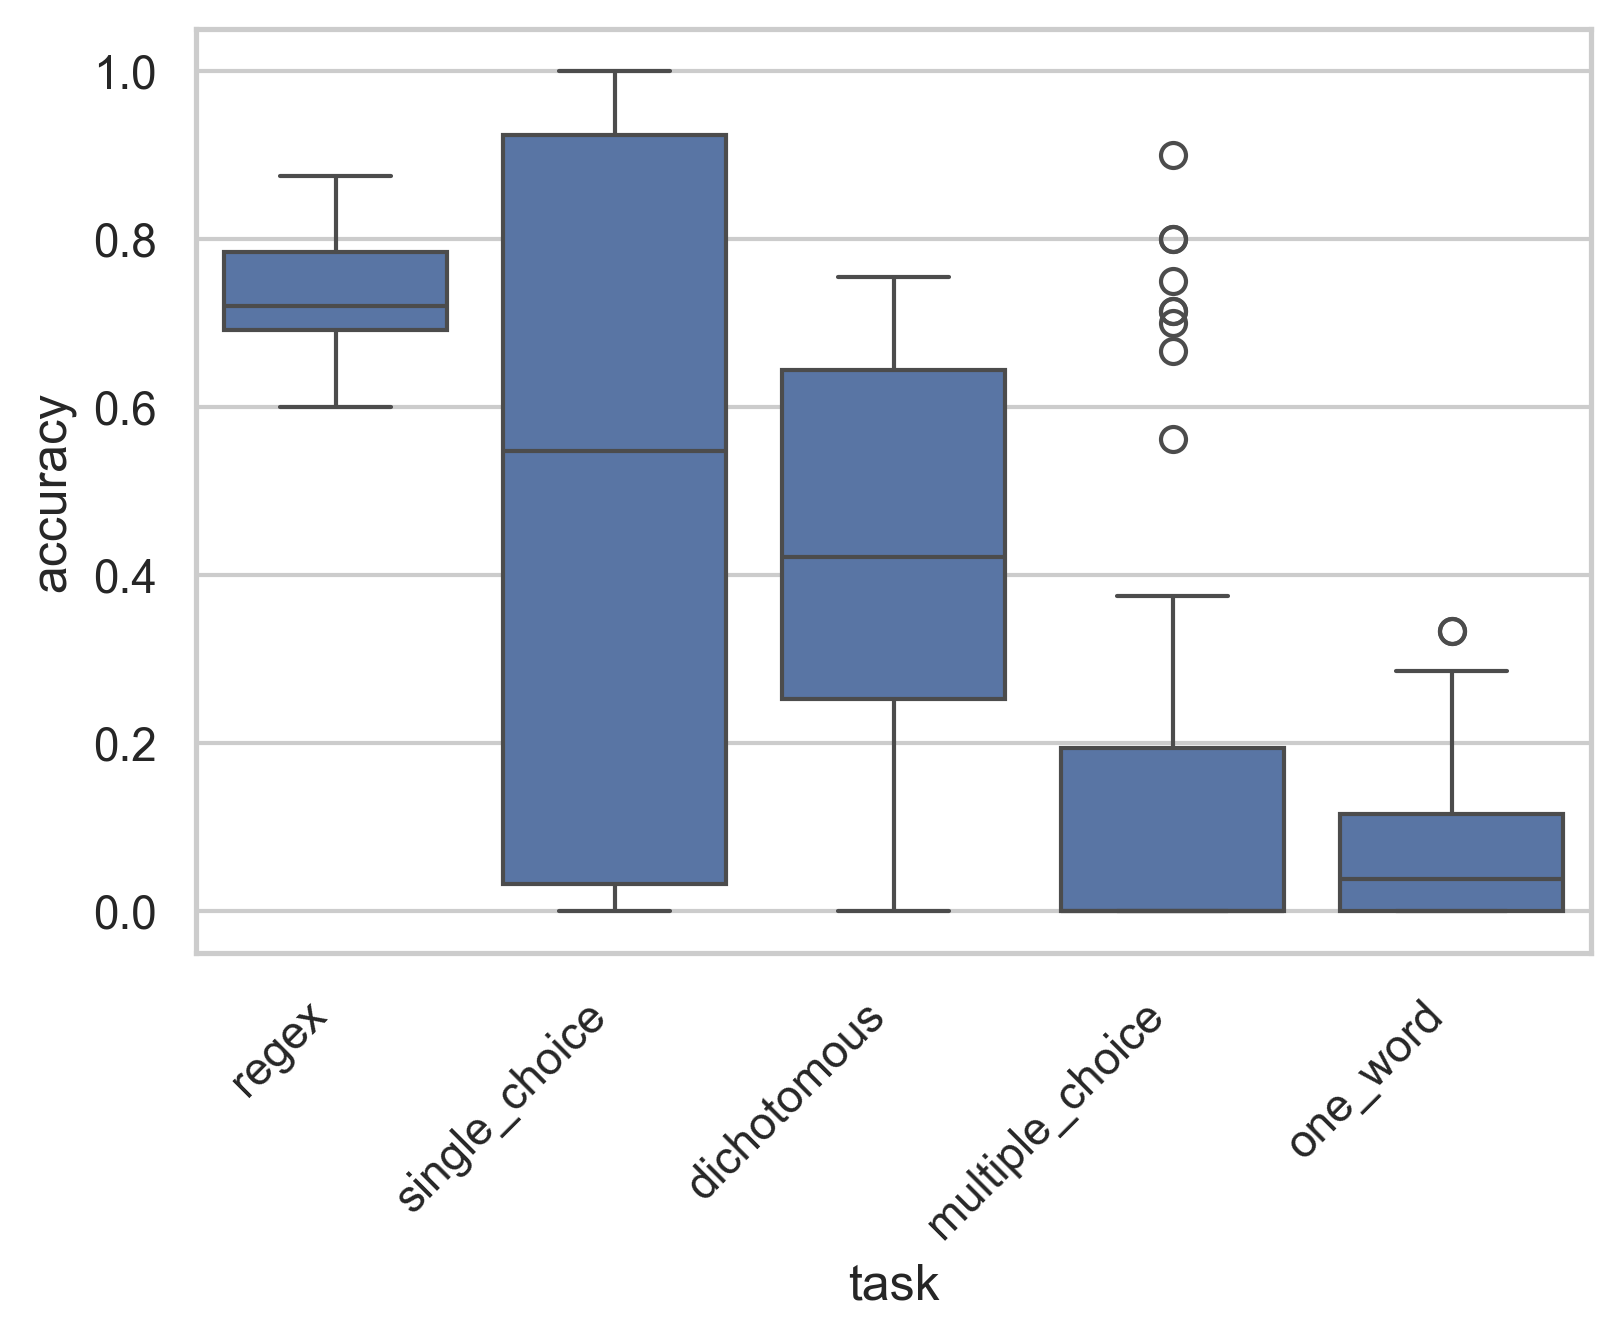 accuracy
1.0
0.8
0.6
0.4
0.2
0.0
regex
single_choice
dichotomous
multiple_choice
one_word
task